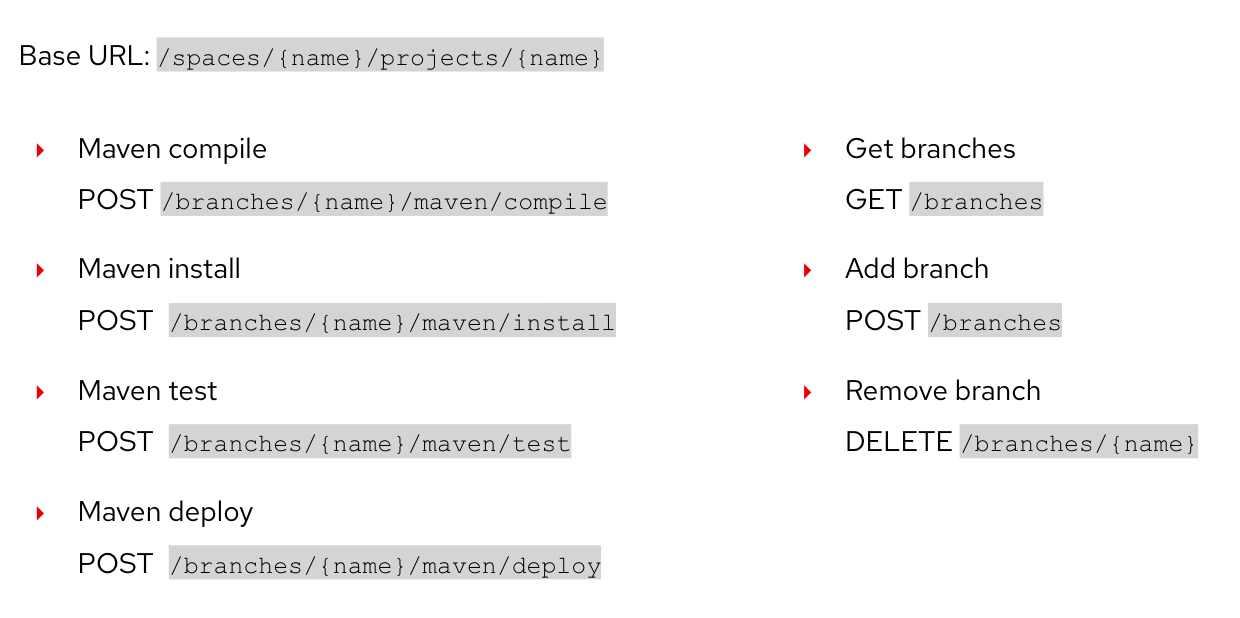 Base URL: /spaces/{name}/projects/{name}
Maven compile
POST /branches/{name}/maven/compile
Maven install
POST /branches/{name}/maven/install
Maven test
POST /branches/{name}/maven/test
Maven deploy
POST /branches/{name}/maven/deploy
Get branches
GET /branches
Add branch
POST /branches
Remove branch
DELETE /branches/{name}